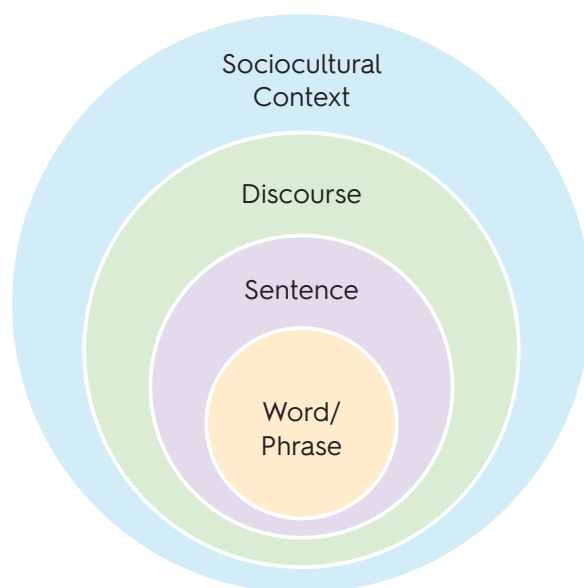 Sociocultural
Context
Discourse
Sentence
Word/
Phrase